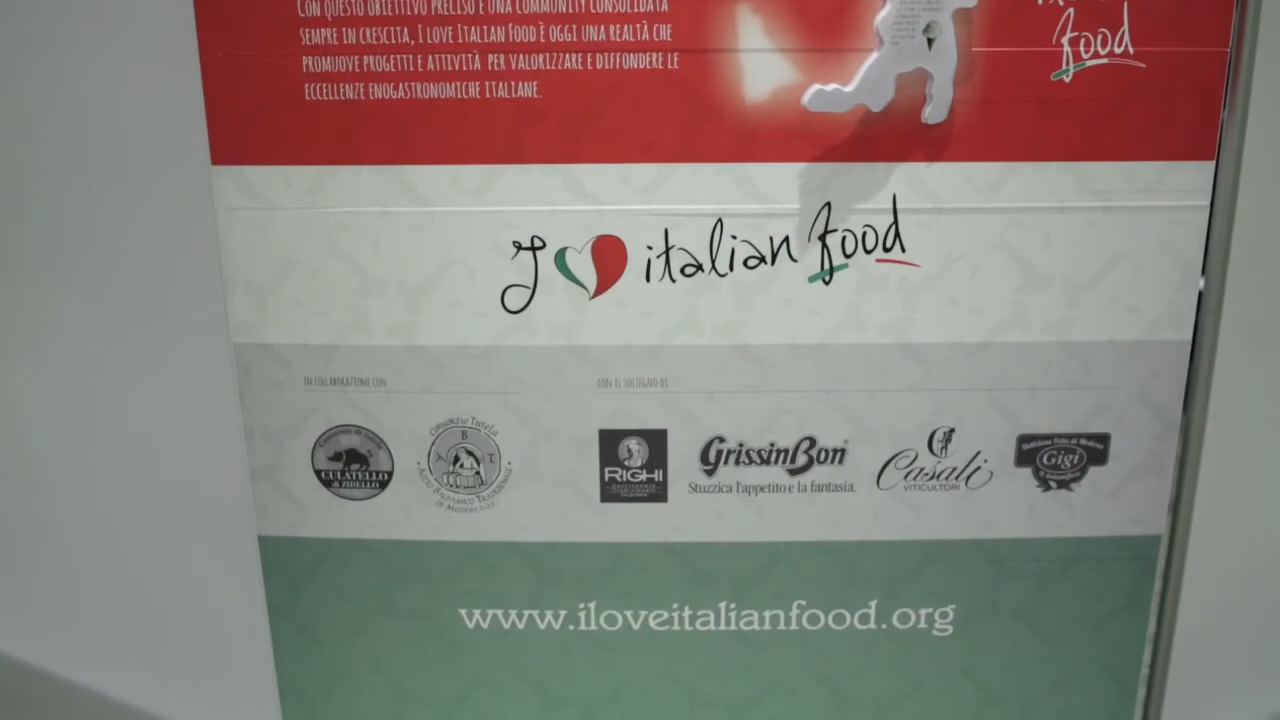 CON QUESTO OBIETTIVO PRECISO E UNA COMMUNITY CONSOLIDATA
SEMPRE IN CRESCITA, I LOVE ITALIAN FOOD È OGGI UNA REALTÀ CHE
PROMUOVE PROGETTI E ATTIVITÀ PER VALORIZZARE E DIFFONDERE LE
ECCELLENZE ENOGASTRONOMICHE ITALIANE.
food
I italian food
IN COLLABORAZIONE CON
CON IL SOSTEGNO DI
CULATELLO
di ZIBELLO
CONSORZIO TUTELA
A B T
ACETO BALSAMICO TRADIZIONALE
DI MODENA D.O.P.
RIGHI
GrissinBon
Stuzzica l'appetito e la fantasia.
Casali
VITICULTORI
Gigi
www.iloveitalianfood.org